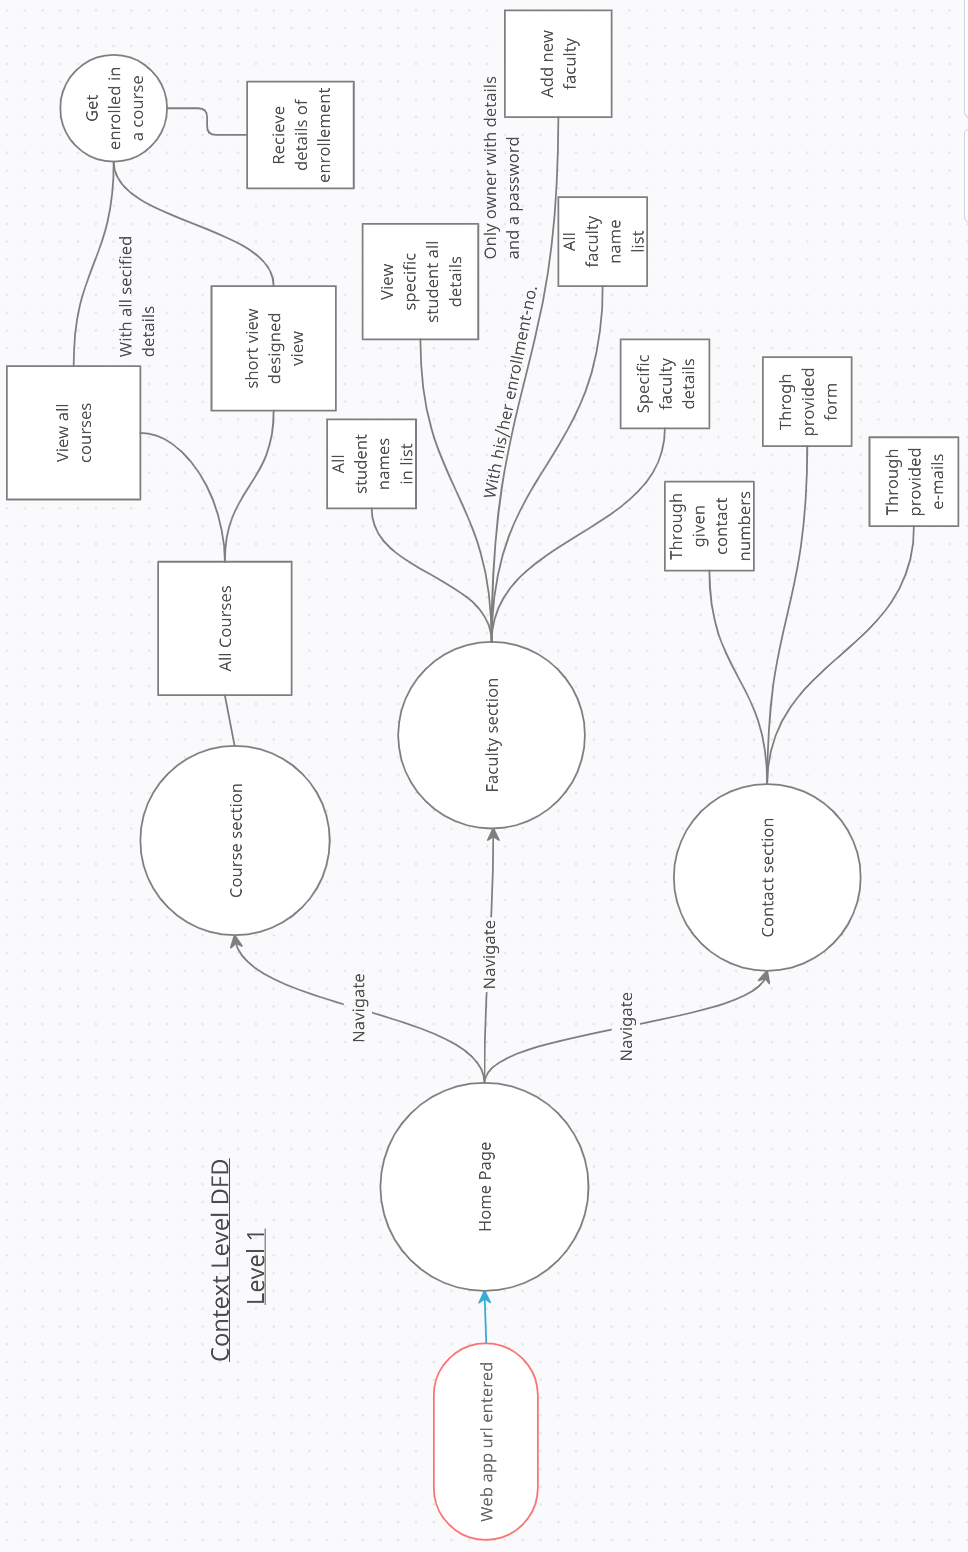 Context Level DFD
Level 1
Web app url entered
Home Page
Navigate
Navigate
Navigate
Course section
All Courses
View all
courses
short view
designed
view
With all secified
details
Get
enrolled in
a course
Recieve
details of
enrollement
Faculty section
All
student
names
in list
View
specific
student all
details
With his/her enrollment-no.
Only owner with details
and a password
Add new
faculty
All
faculty
name
list
Specific
faculty
details
Contact section
Through
given
contact
numbers
Throgh
provided
form
Through
provided
e-mails